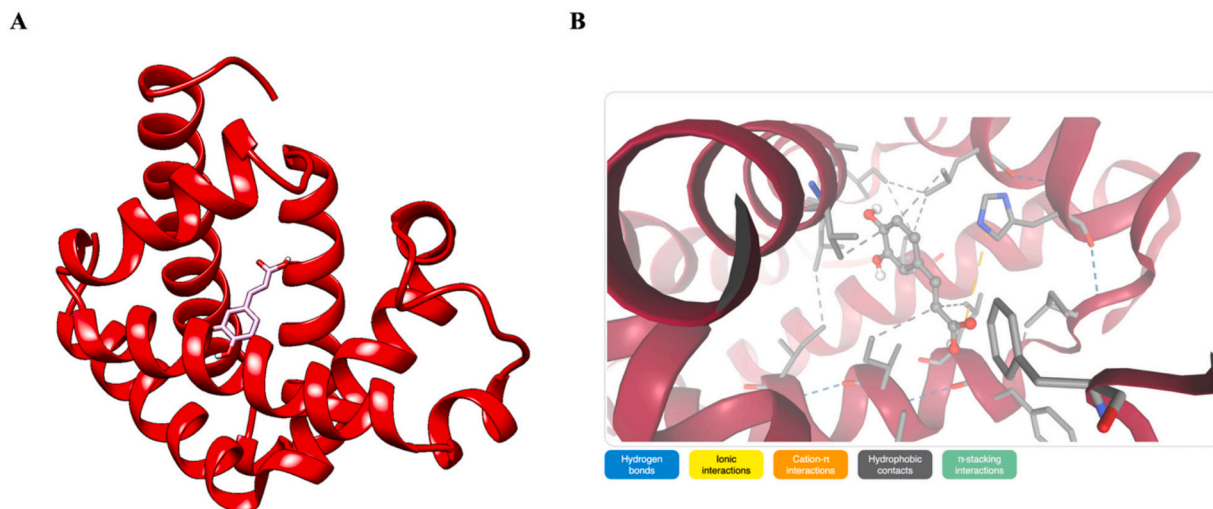 A
B
Hydrogen
bonds
Ionic
interactions
Cation-π
interactions
Hydrophobic
contacts
π-stacking
interactions